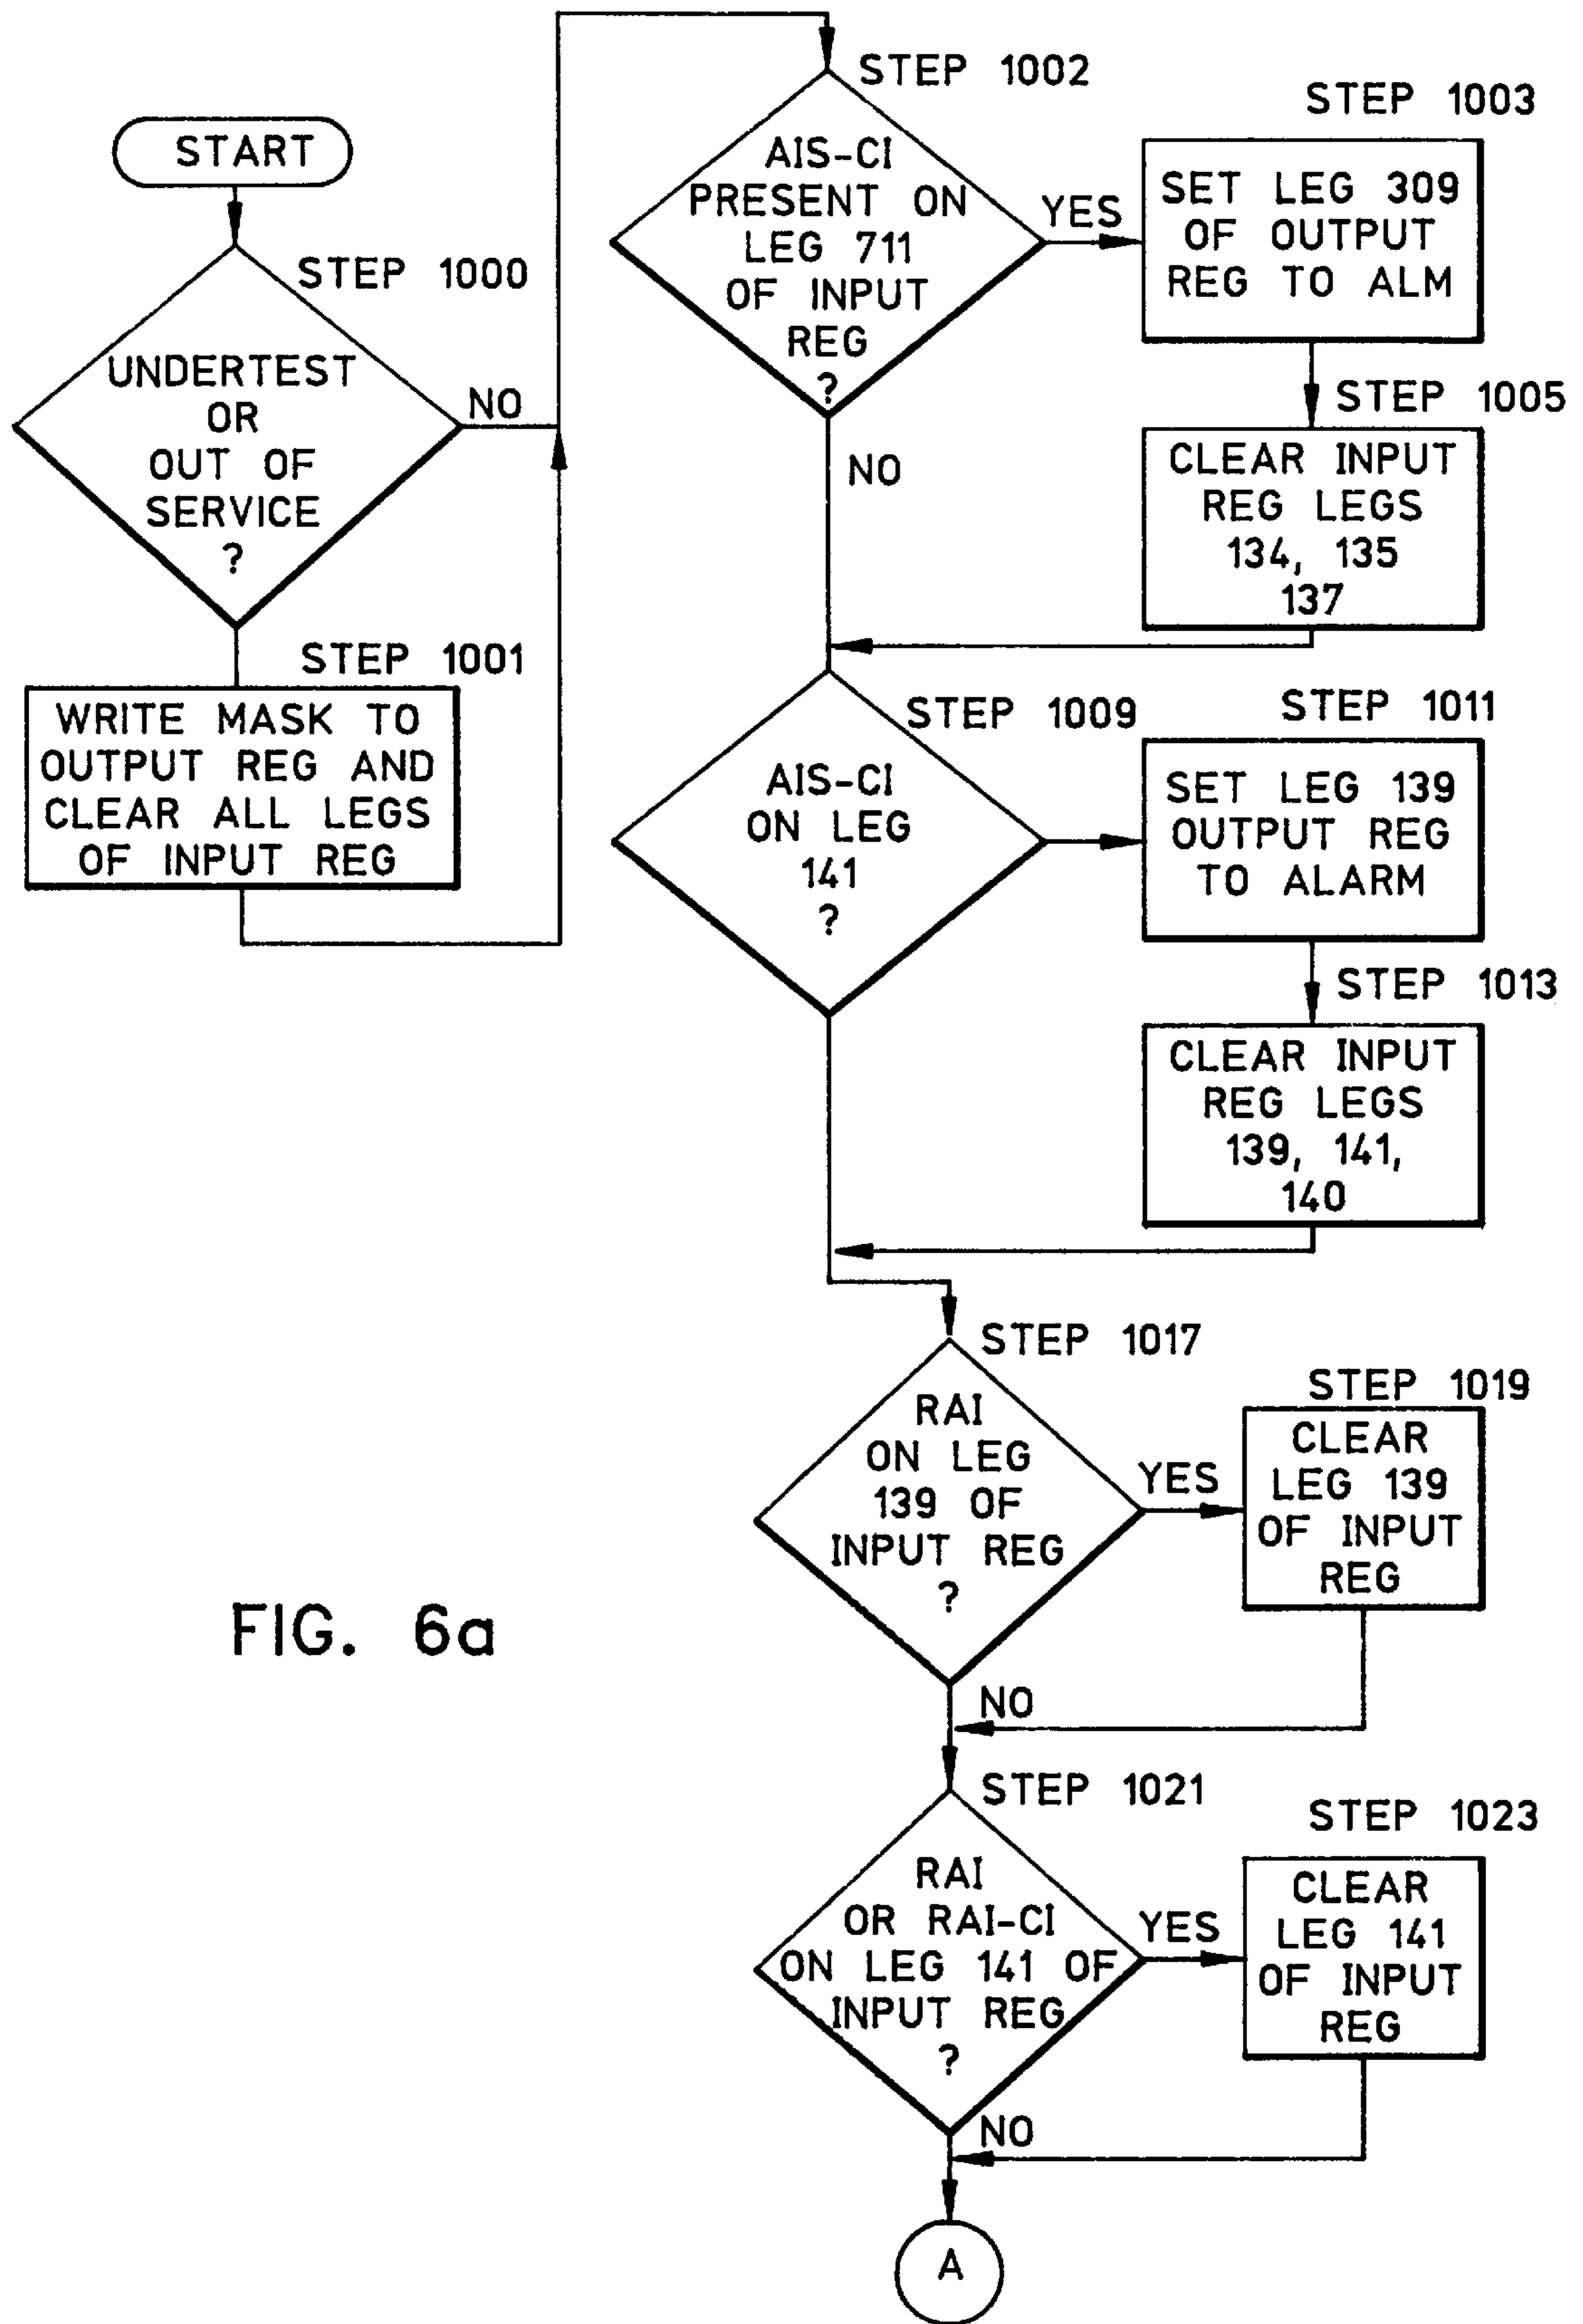 START
STEP 1000
UNDERTEST
OR
OUT OF
SERVICE
?
NO
STEP 1001
WRITE MASK TO
OUTPUT REG AND
CLEAR ALL LEGS
OF INPUT REG
STEP 1002
AIS-CI
PRESENT ON
LEG 711
OF INPUT
REG
?
YES
NO
STEP 1003
SET LEG 309
OF OUTPUT
REG TO ALM
STEP 1005
CLEAR INPUT
REG LEGS
134, 135
137
STEP 1009
AIS-CI
ON LEG
141
?
STEP 1011
SET LEG 139
OUTPUT REG
TO ALARM
STEP 1013
CLEAR INPUT
REG LEGS
139, 141,
140
STEP 1017
RAI
ON LEG
139 OF
INPUT REG
?
YES
NO
STEP 1019
CLEAR
LEG 139
OF INPUT
REG
STEP 1021
RAI
OR RAI-CI
ON LEG 141 OF
INPUT REG
?
YES
NO
STEP 1023
CLEAR
LEG 141
OF INPUT
REG
A
FIG. 6a